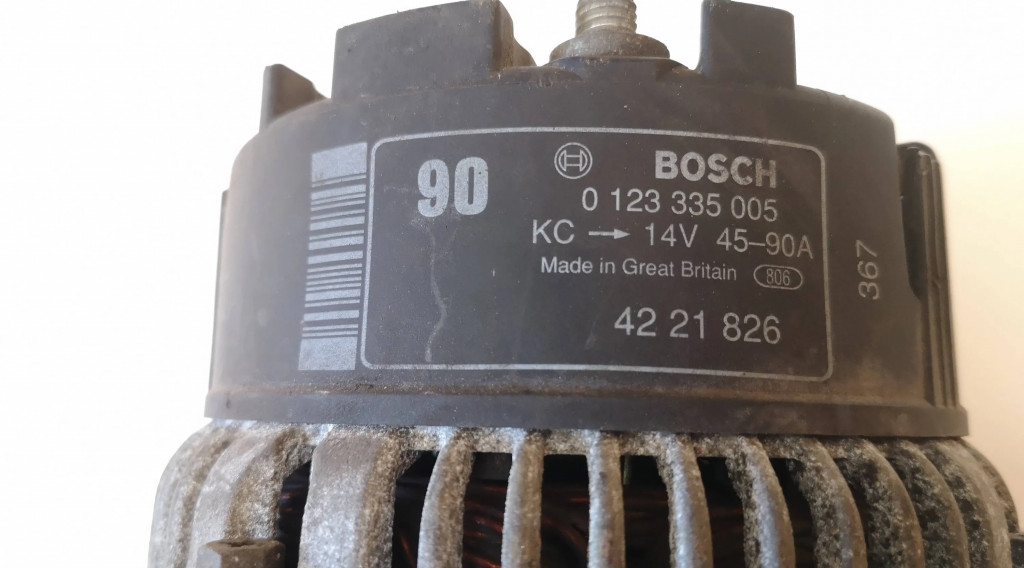 90
BOSCH
0 123 335 005
KC → 14V 45–90A
Made in Great Britain 806
42 21 826
367